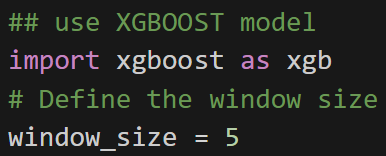 ## use XGBOOST model
import xgboost as xgb
# Define the window size
window_size = 5